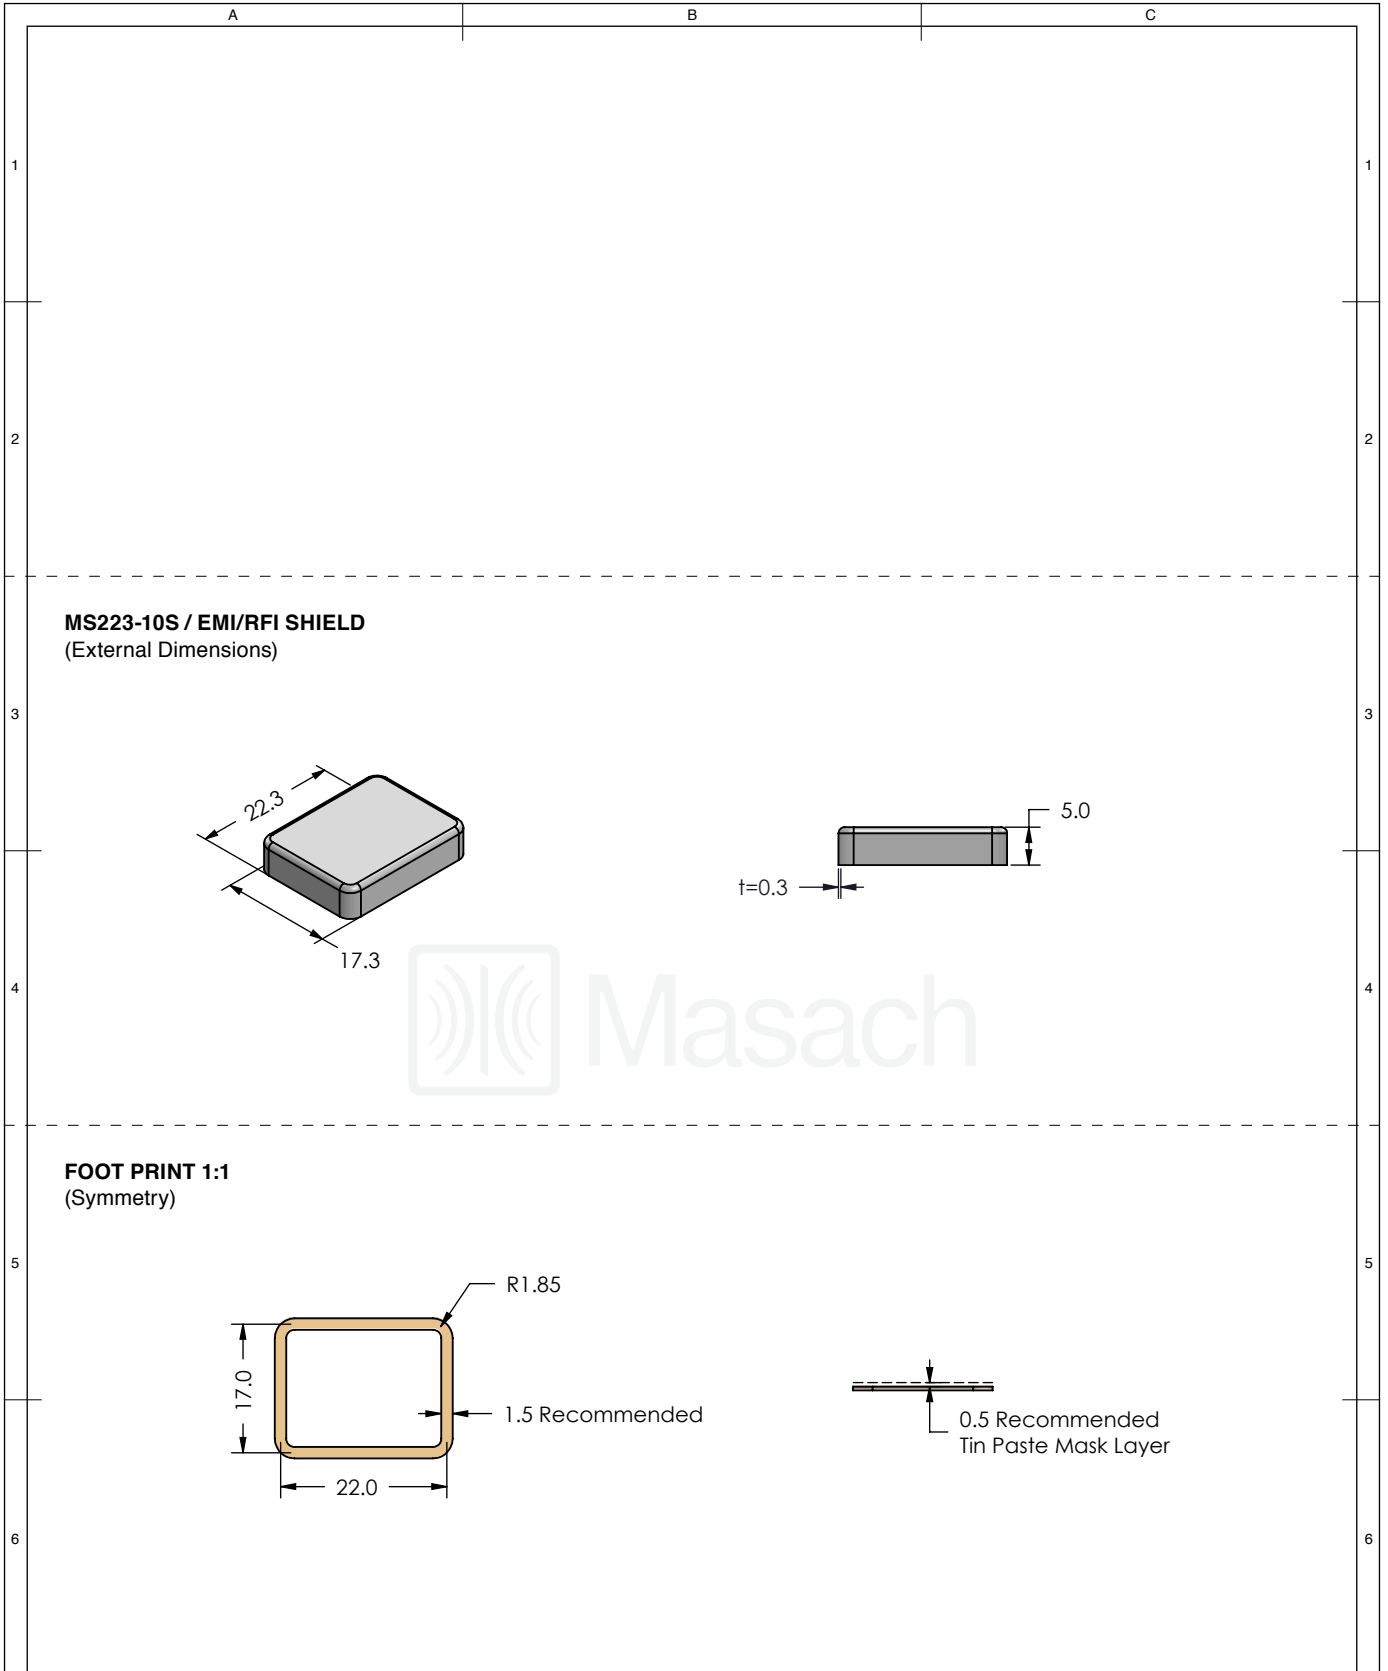 A
B
C
1
1
2
2
MS223-10S / EMI/RFI SHIELD
(External Dimensions)
3
3
22.3
5.0
t=0.3
17.3
4
Masach
4
FOOT PRINT 1:1
(Symmetry)
5
5
R1.85
17.0
1.5 Recommended
0.5 Recommended
Tin Paste Mask Layer
22.0
6
6